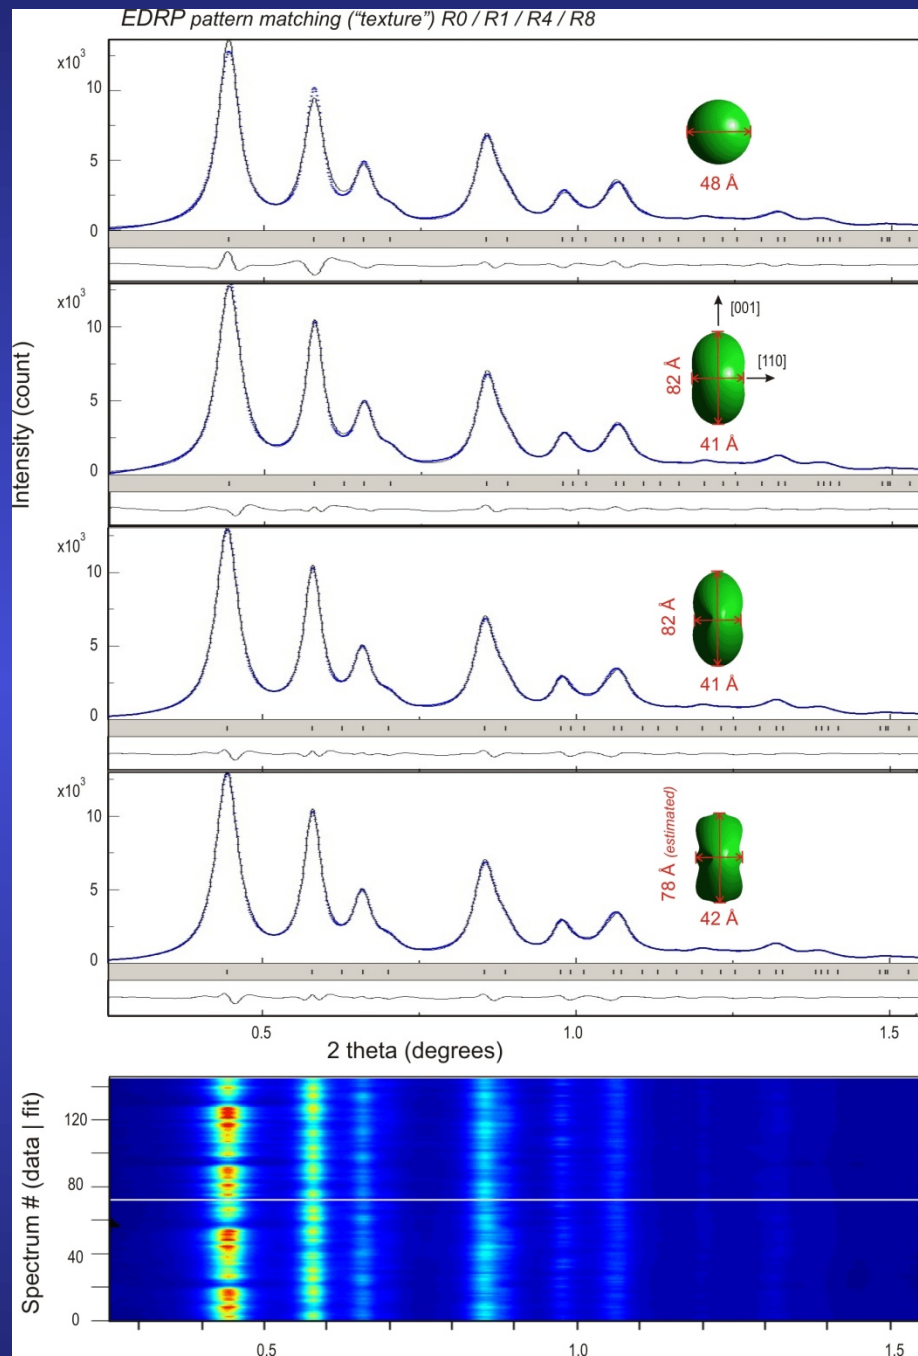 EDRP pattern matching (“texture”) R0 / R1 / R4 / R8
x10³
10
5
0
48 Å
Intensity (count)
x10³
10
5
0
[001]
[110]
82 Å
41 Å
x10³
10
5
0
82 Å
41 Å
x10³
10
5
0
78 Å (estimated)
42 Å
0.5
1.0
1.5
2 theta (degrees)
Spectrum # (data | fit)
120
80
40
0
0.5
1.0
1.5